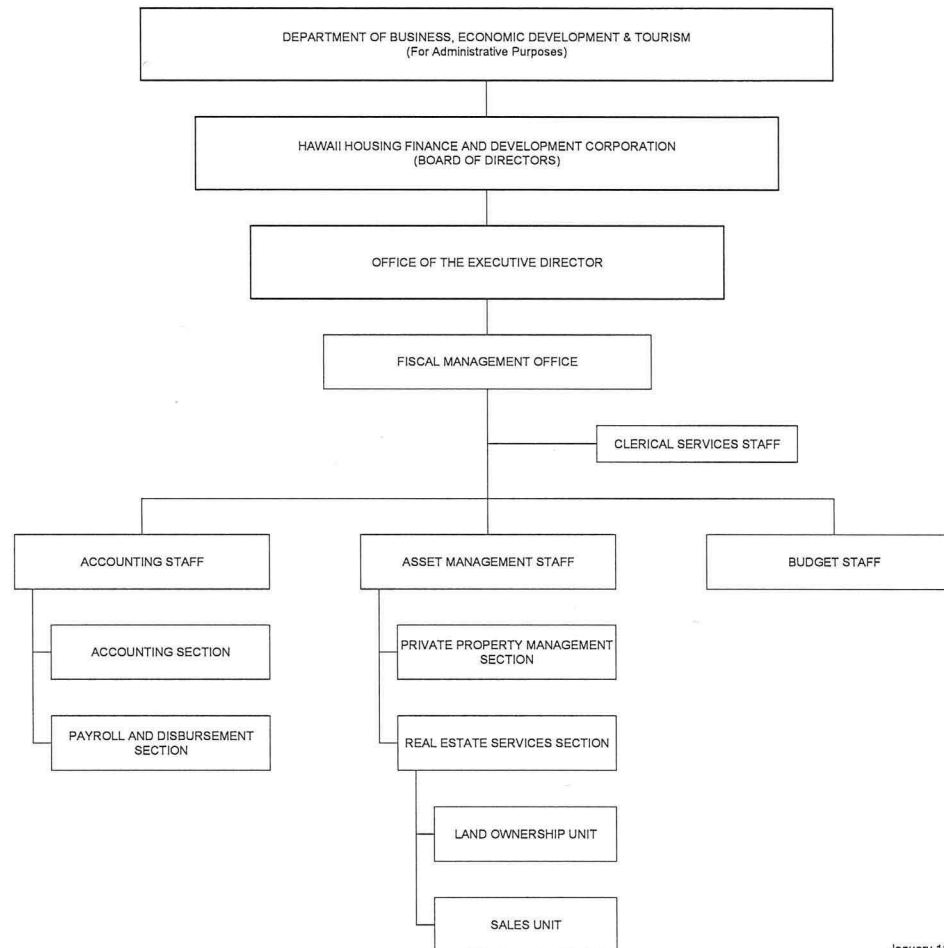 DEPARTMENT OF BUSINESS, ECONOMIC DEVELOPMENT & TOURISM
(For Administrative Purposes)
HAWAII HOUSING FINANCE AND DEVELOPMENT CORPORATION
(BOARD OF DIRECTORS)
OFFICE OF THE EXECUTIVE DIRECTOR
FISCAL MANAGEMENT OFFICE
CLERICAL SERVICES STAFF
ACCOUNTING STAFF
ASSET MANAGEMENT STAFF
BUDGET STAFF
ACCOUNTING SECTION
PRIVATE PROPERTY MANAGEMENT
SECTION
PAYROLL AND DISBURSEMENT
SECTION
REAL ESTATE SERVICES SECTION
LAND OWNERSHIP UNIT
SALES UNIT